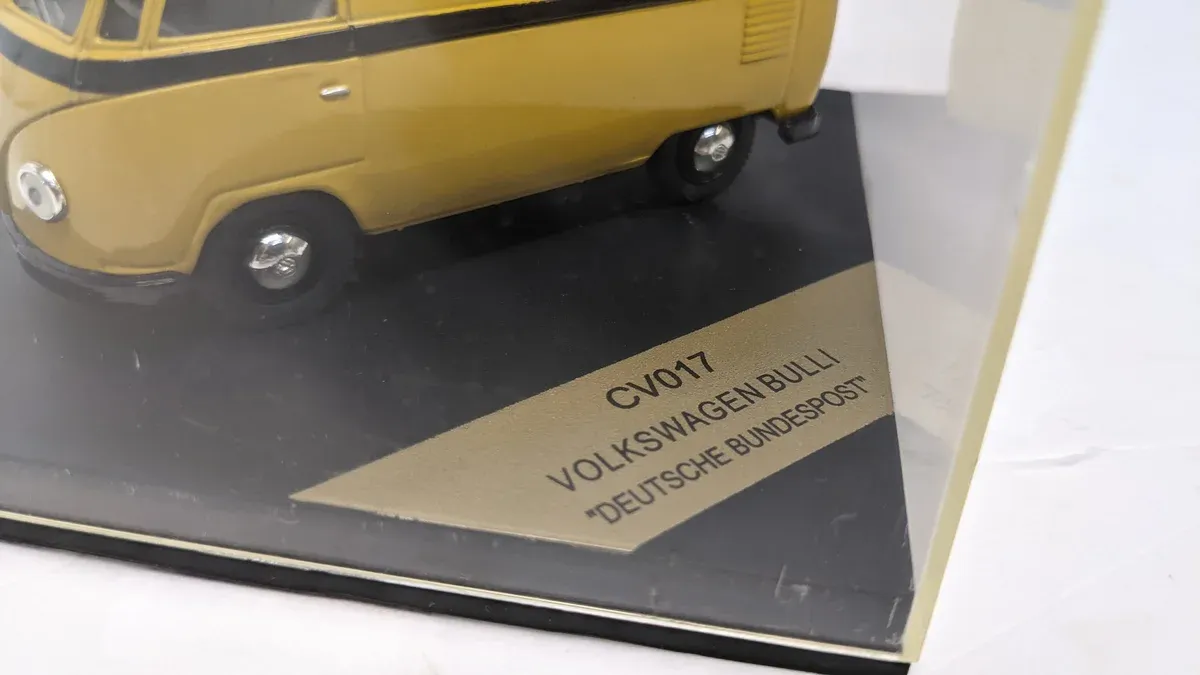 CV017
VOLKSWAGEN BULLI
"DEUTSCHE BUNDESPOST"